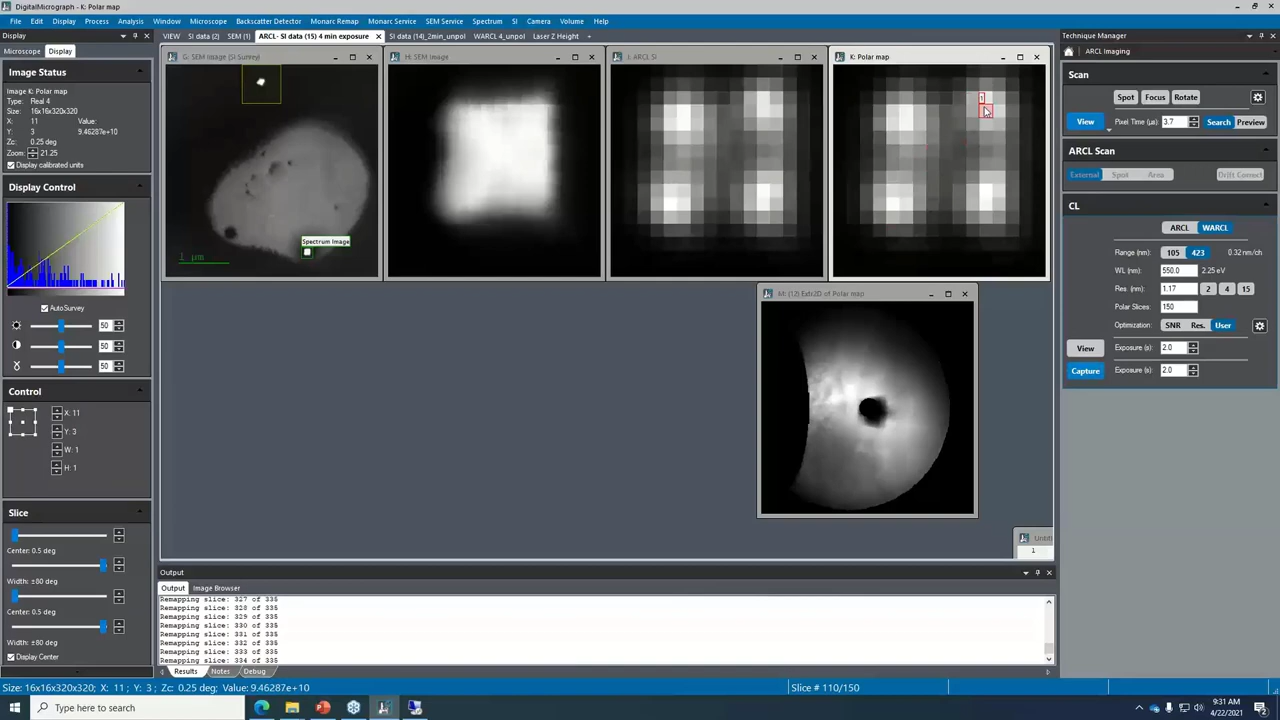 DigitalMicrograph - K: Polar map
File Edit Display Process Analysis Window Microscope Backscatter Detector Monarc Remap Monarc Service SEM Service Spectrum SI Camera Volume Help
Display
Microscope Display
Image Status
Image K: Polar map
Type: Real 4
Size: 16x16x320x320
X: 11 Value:
Y: 3 9.46287e+10
Zc: 0.25 deg
Zoom: 21.25
Display calibrated units
Display Control
AutoSurvey
50
50
50
Control
X: 11
Y: 3
W: 1
H: 1
Slice
Center: 0.5 deg
Width: ±80 deg
Center: 0.5 deg
Width: ±80 deg
Display Center
VIEW SI data (2) SEM (1) ARCL- SI data (15) 4 min exposure SI data (14)_2min_unpol WARCL 4_unpol Laser Z Height +
G: SEM Image (SI Survey)
Spectrum Image
1 µm
H: SEM Image
I: ARCL SI
K: Polar map
1
M: (12) Extr2D of Polar map
Untitl
1
Output
Output Image Browser
Remapping slice: 327 of 335
Remapping slice: 328 of 335
Remapping slice: 329 of 335
Remapping slice: 330 of 335
Remapping slice: 331 of 335
Remapping slice: 332 of 335
Remapping slice: 333 of 335
Remapping slice: 334 of 335
Results Notes Debug
Technique Manager
ARCL Imaging
Scan
Spot Focus Rotate
View Pixel Time (µs): 3.7 Search Preview
ARCL Scan
External Spot Area Drift Correct
CL
ARCL WARCL
Range (nm): 105 423 0.32 nm/ch
WL (nm): 550.0 2.25 eV
Res (nm): 1.17 2 4 15
Polar Slices: 150
Optimization: SNR Res. User
View Exposure (s): 2.0
Capture Exposure (s): 2.0
Size: 16x16x320x320; X: 11 Y: 3; Zc: 0.25 deg; Value: 9.46287e+10 Slice # 110/150
Type here to search
9:31 AM
4/22/2021
2